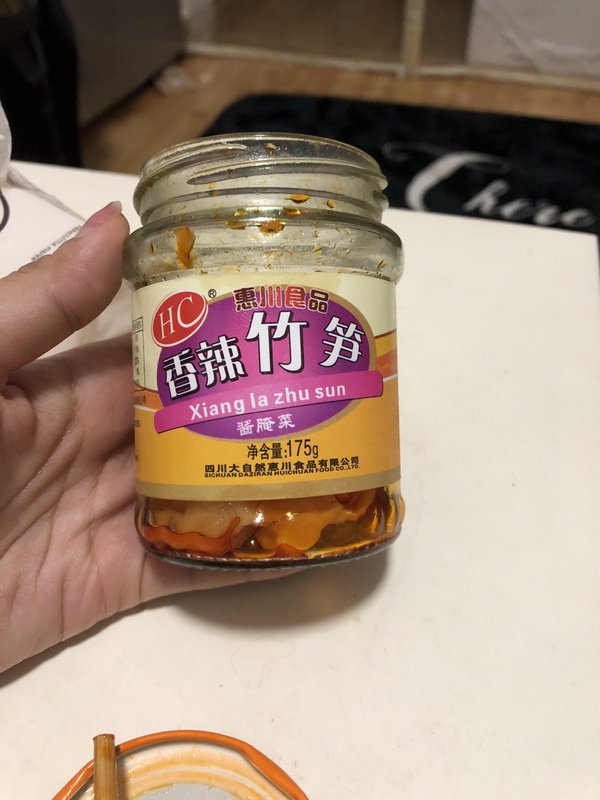 There
HC®
惠川食品
香辣竹笋
Xiang la zhu sun
酱腌菜
净含量:175g
四川大自然惠川食品有限公司
SICHUAN DAZIRAN HUICHUAN FOOD CO.,LTD.